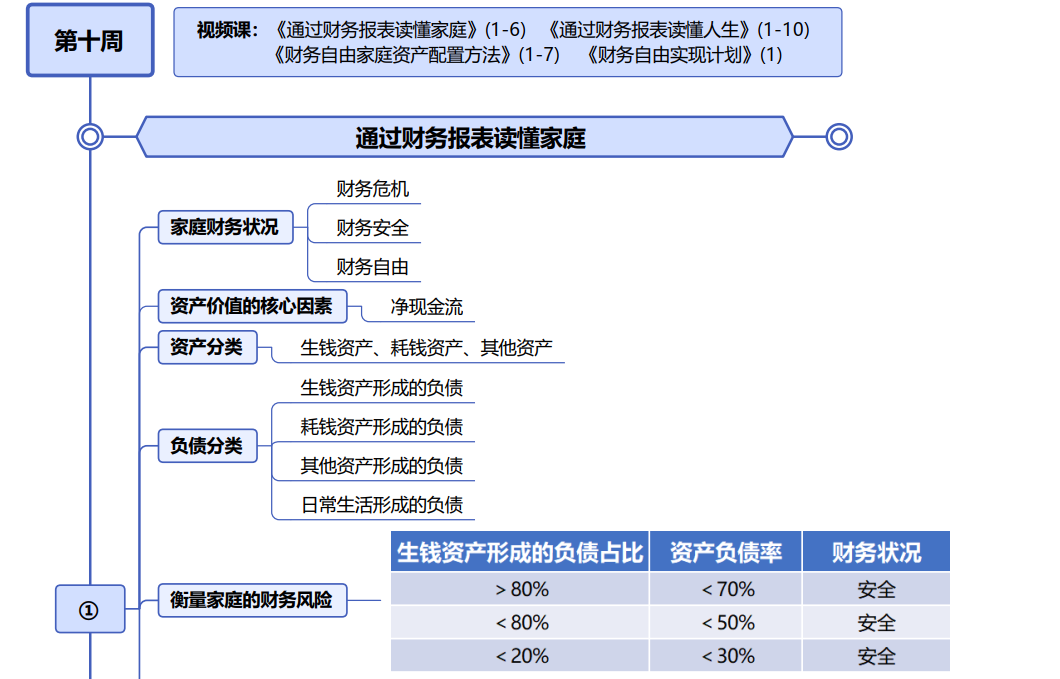 第十周
视频课：《通过财务报表读懂家庭》(1-6) 《通过财务报表读懂人生》(1-10)
《财务自由家庭资产配置方法》(1-7) 《财务自由实现计划》(1)
通过财务报表读懂家庭
家庭财务状况
财务危机
财务安全
财务自由
资产价值的核心因素
净现金流
资产分类
生钱资产、耗钱资产、其他资产
负债分类
生钱资产形成的负债
耗钱资产形成的负债
其他资产形成的负债
日常生活形成的负债
①
衡量家庭的财务风险
生钱资产形成的负债占比 资产负债率 财务状况
＞80% ＜70% 安全
＜80% ＜50% 安全
＜20% ＜30% 安全